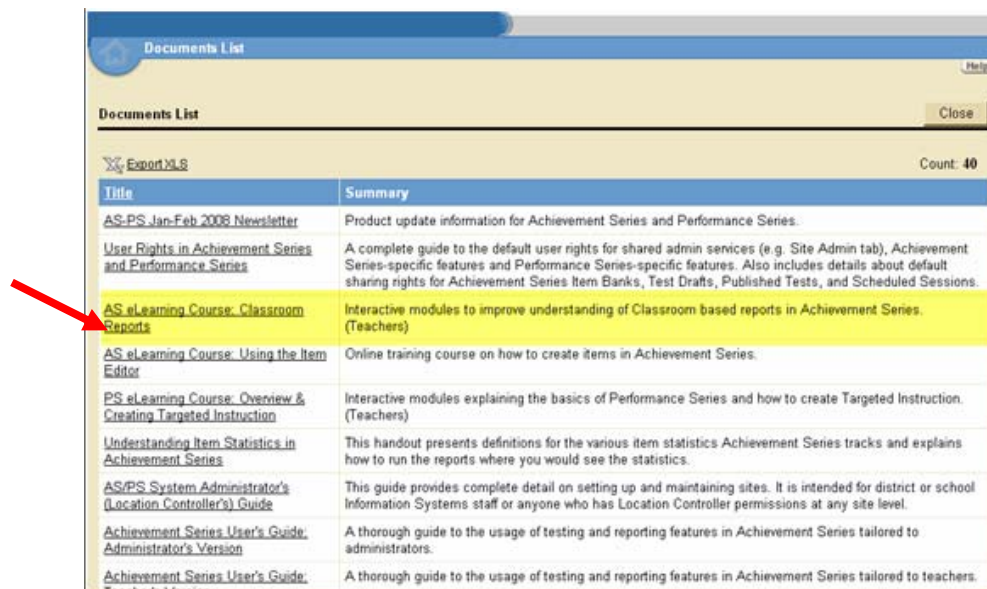 Documents List
Help
Documents List
Close
Export XLS
Count: 40
Title
Summary
AS-PS Jan-Feb 2008 Newsletter
Product update information for Achievement Series and Performance Series.
User Rights in Achievement Series
and Performance Series
A complete guide to the default user rights for shared admin services (e.g. Site Admin tab), Achievement
Series-specific features and Performance Series-specific features. Also includes details about default
sharing rights for Achievement Series Item Banks, Test Drafts, Published Tests, and Scheduled Sessions.
AS eLearning Course: Classroom
Reports
Interactive modules to improve understanding of Classroom based reports in Achievement Series.
(Teachers)
AS eLearning Course: Using the Item
Editor
Online training course on how to create items in Achievement Series.
PS eLearning Course: Overview &
Creating Targeted Instruction
Interactive modules explaining the basics of Performance Series and how to create Targeted Instruction.
(Teachers)
Understanding Item Statistics in
Achievement Series
This handout presents definitions for the various item statistics Achievement Series tracks and explains
how to run the reports where you would see the statistics.
AS/PS System Administrator's
(Location Controller's) Guide
This guide provides complete detail on setting up and maintaining sites. It is intended for district or school
Information Systems staff or anyone who has Location Controller permissions at any site level.
Achievement Series User's Guide:
Administrator's Version
A thorough guide to the usage of testing and reporting features in Achievement Series tailored to
administrators.
Achievement Series User's Guide:
A thorough guide to the usage of testing and reporting features in Achievement Series tailored to teachers.